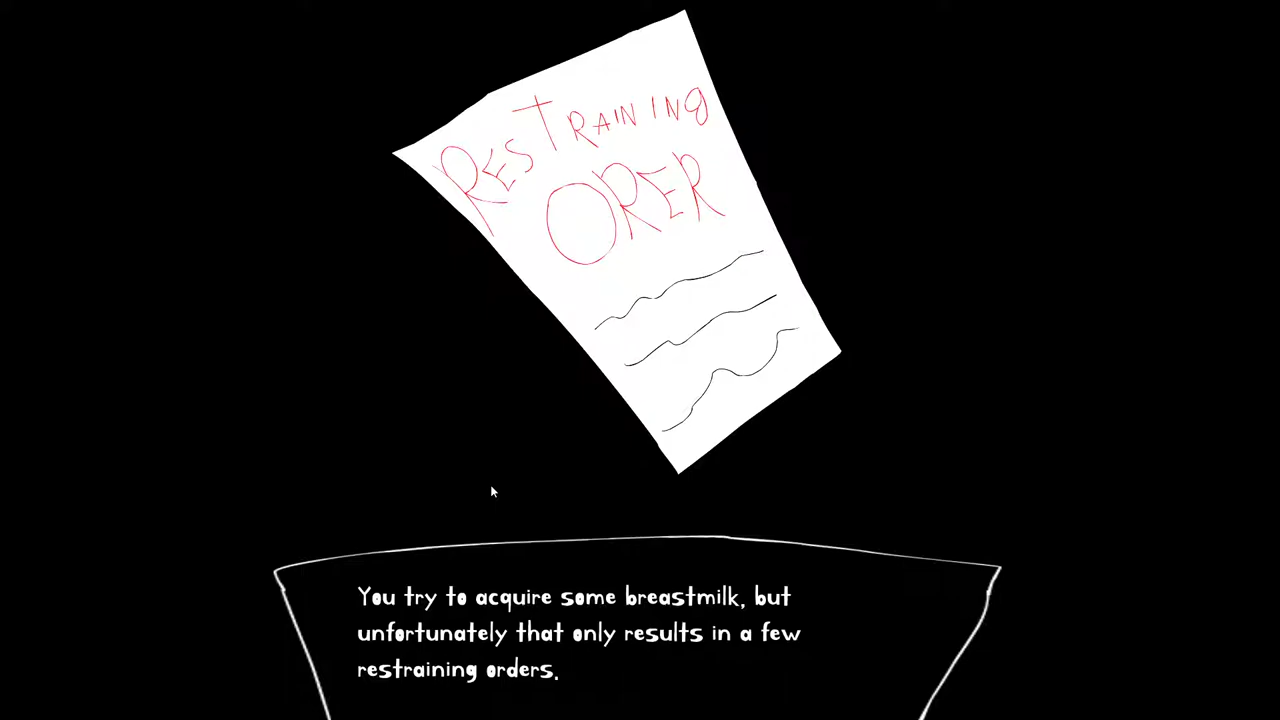 RESTRAINING
ORER
You try to acquire some breastmilk, but
unfortunately that only results in a few
restraining orders.